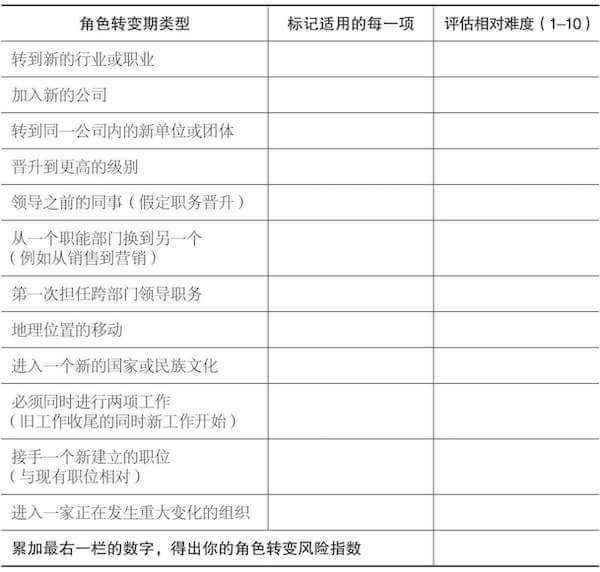 角色转变期类型 标记适用的每一项 评估相对难度（1–10）
转到新的行业或职业
加入新的公司
转到同一公司内的新单位或团体
晋升到更高的级别
领导之前的同事（假定职务晋升）
从一个职能部门换到另一个
（例如从销售到营销）
第一次担任跨部门领导职务
地理位置的移动
进入一个新的国家或民族文化
必须同时进行两项工作
（旧工作收尾的同时新工作开始）
接手一个新建立的职位
（与现有职位相对）
进入一家正在发生重大变化的组织
累加最右一栏的数字，得出你的角色转变风险指数